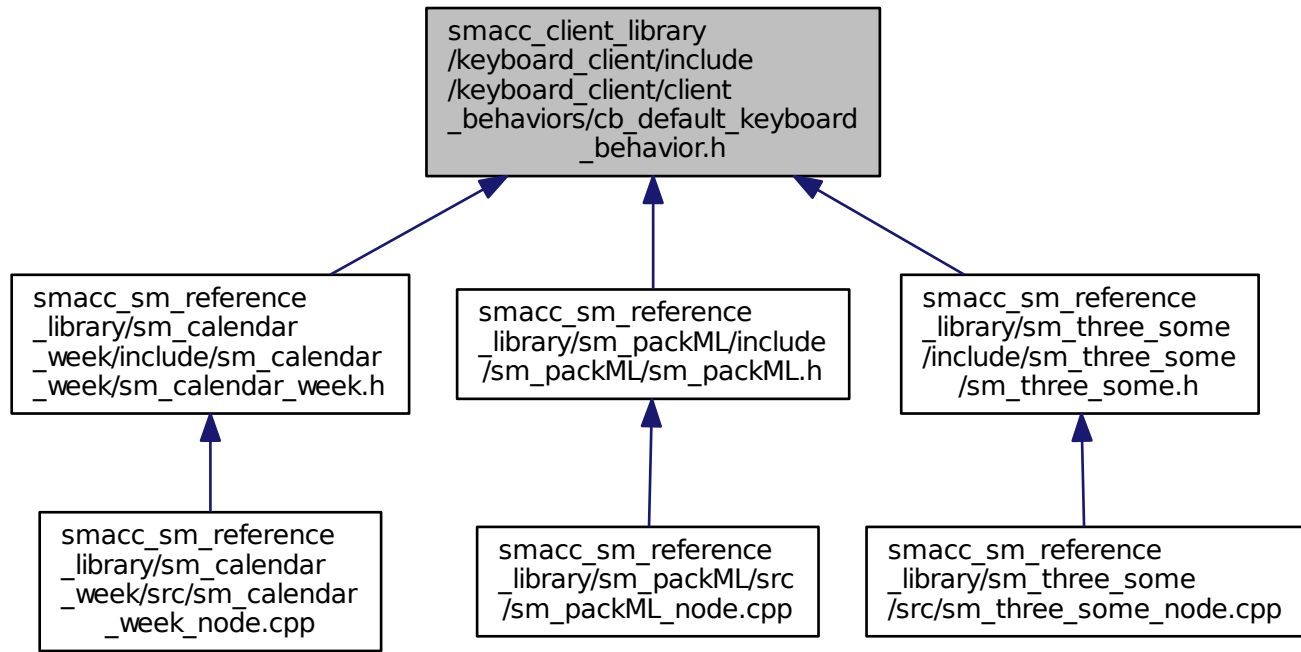 smacc_client_library
/keyboard_client/include
/keyboard_client/client
_behaviors/cb_default_keyboard
_behavior.h
smacc_sm_reference
_library/sm_calendar
_week/include/sm_calendar
_week/sm_calendar_week.h
smacc_sm_reference
_library/sm_packML/include
/sm_packML/sm_packML.h
smacc_sm_reference
_library/sm_three_some
/include/sm_three_some
/sm_three_some.h
smacc_sm_reference
_library/sm_calendar
_week/src/sm_calendar
_week_node.cpp
smacc_sm_reference
_library/sm_packML/src
/sm_packML_node.cpp
smacc_sm_reference
_library/sm_three_some
/src/sm_three_some_node.cpp